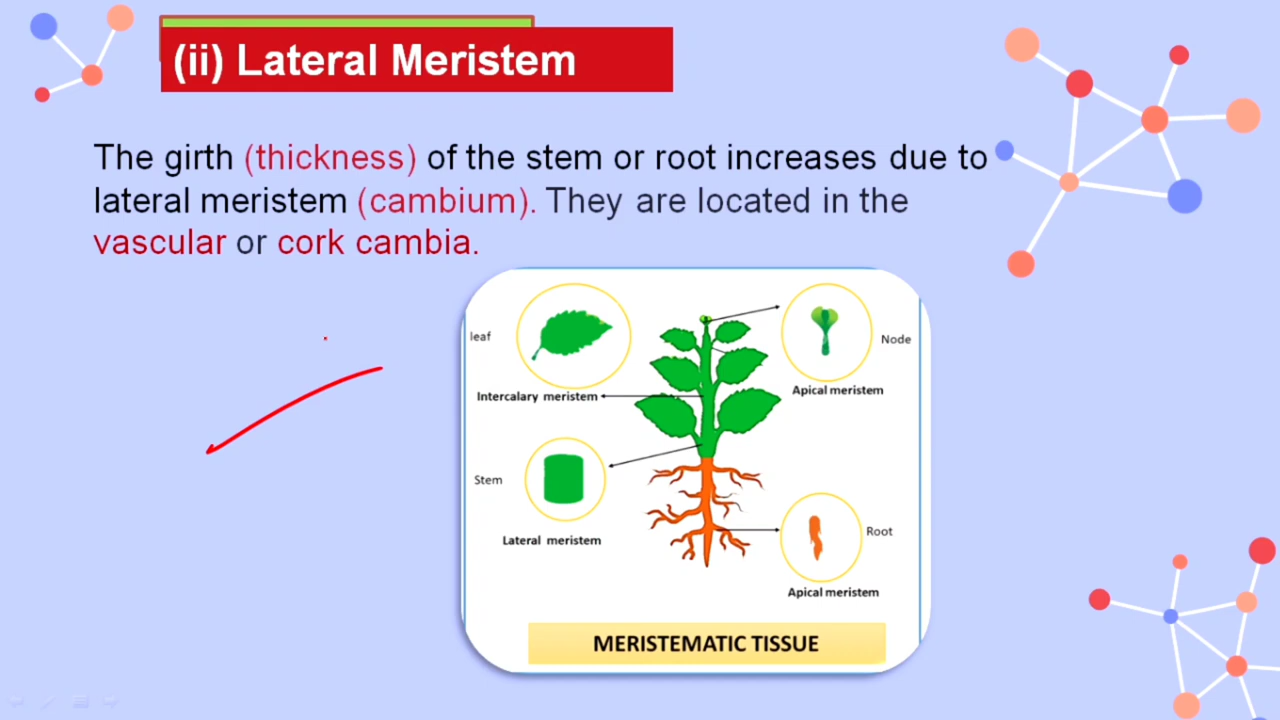 (ii) Lateral Meristem
The girth (thickness) of the stem or root increases due to
lateral meristem (cambium). They are located in the
vascular or cork cambia.
leaf
Node
Intercalary meristem
Apical meristem
Stem
Root
Lateral meristem
Apical meristem
MERISTEMATIC TISSUE